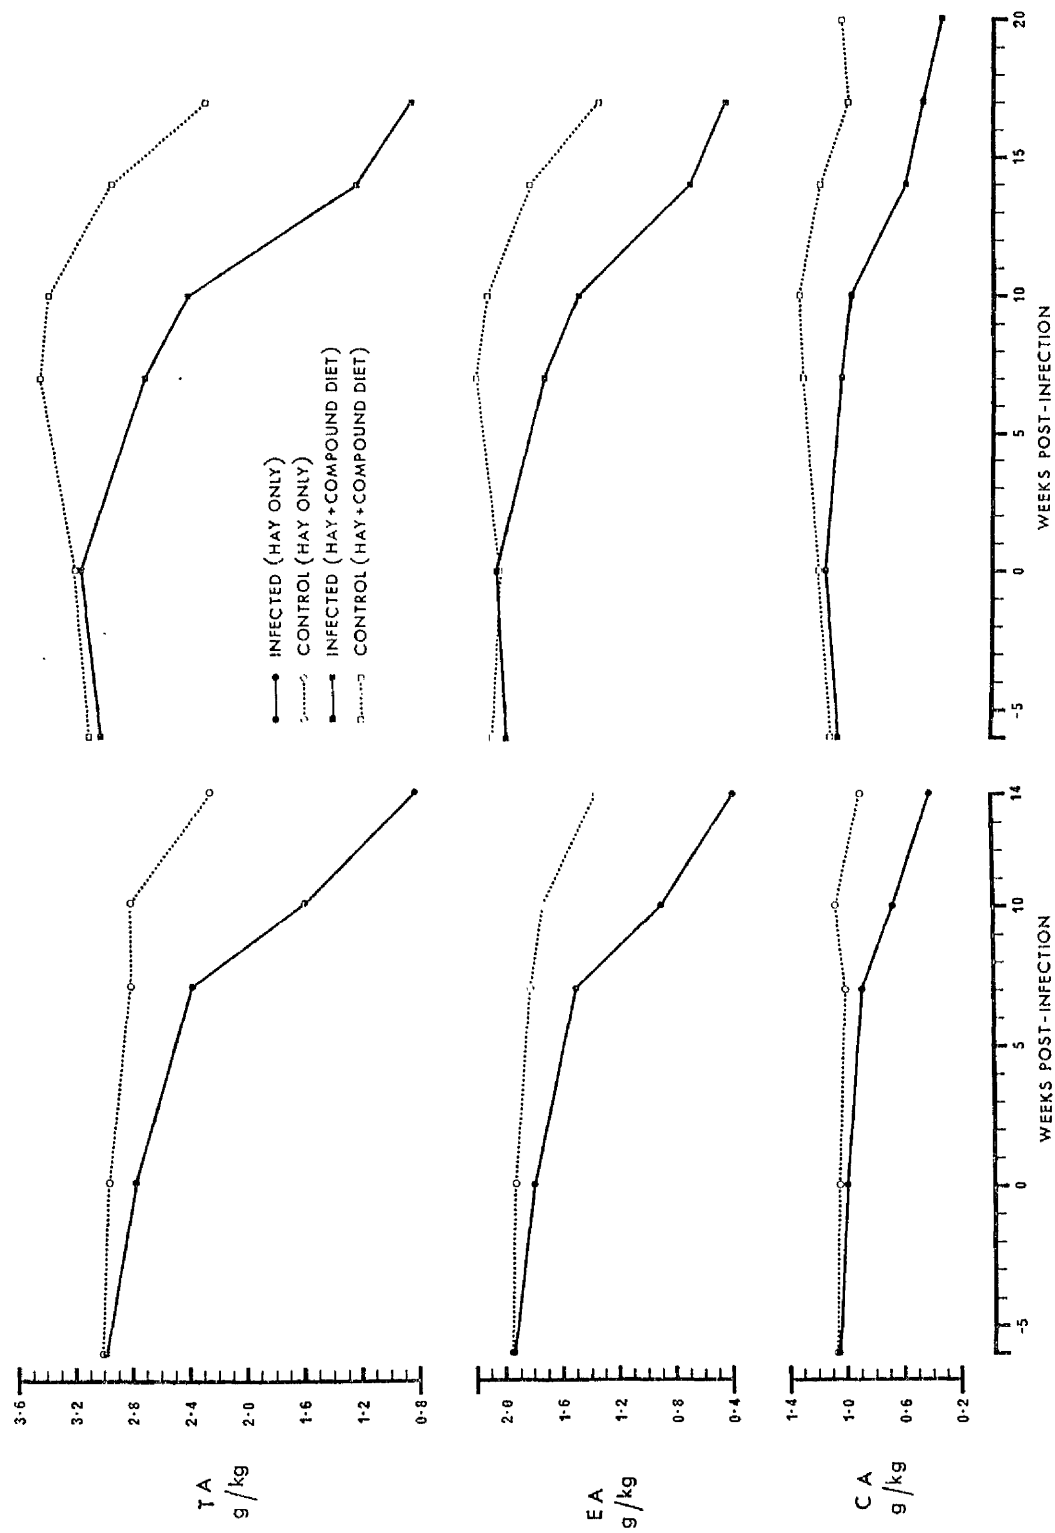 3·6
3·2
2·8
2·4
2·0
1·6
1·2
0·8
TA
g/kg
2·0
1·6
1·2
0·8
0·4
EA
g/kg
1·4
1·0
0·6
0·2
CA
g/kg
INFECTED (HAY ONLY)
CONTROL (HAY ONLY)
INFECTED (HAY+COMPOUND DIET)
CONTROL (HAY+COMPOUND DIET)
-5 0 5 10 14
WEEKS POST-INFECTION
-5 0 5 10 15 20
WEEKS POST-INFECTION